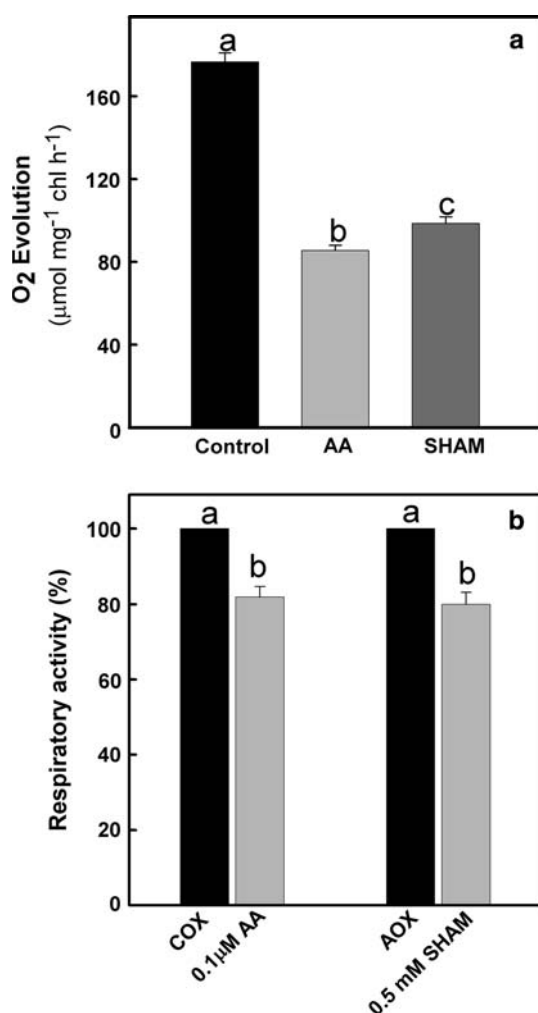 a
a
160
120
80
40
0
O2 Evolution
(μmol mg-1 chl h-1)
b
c
Control AA SHAM
b
100
80
60
40
20
0
Respiratory activity (%)
a a
b b
COX
0.1μM AA
AOX
0.5 mM SHAM